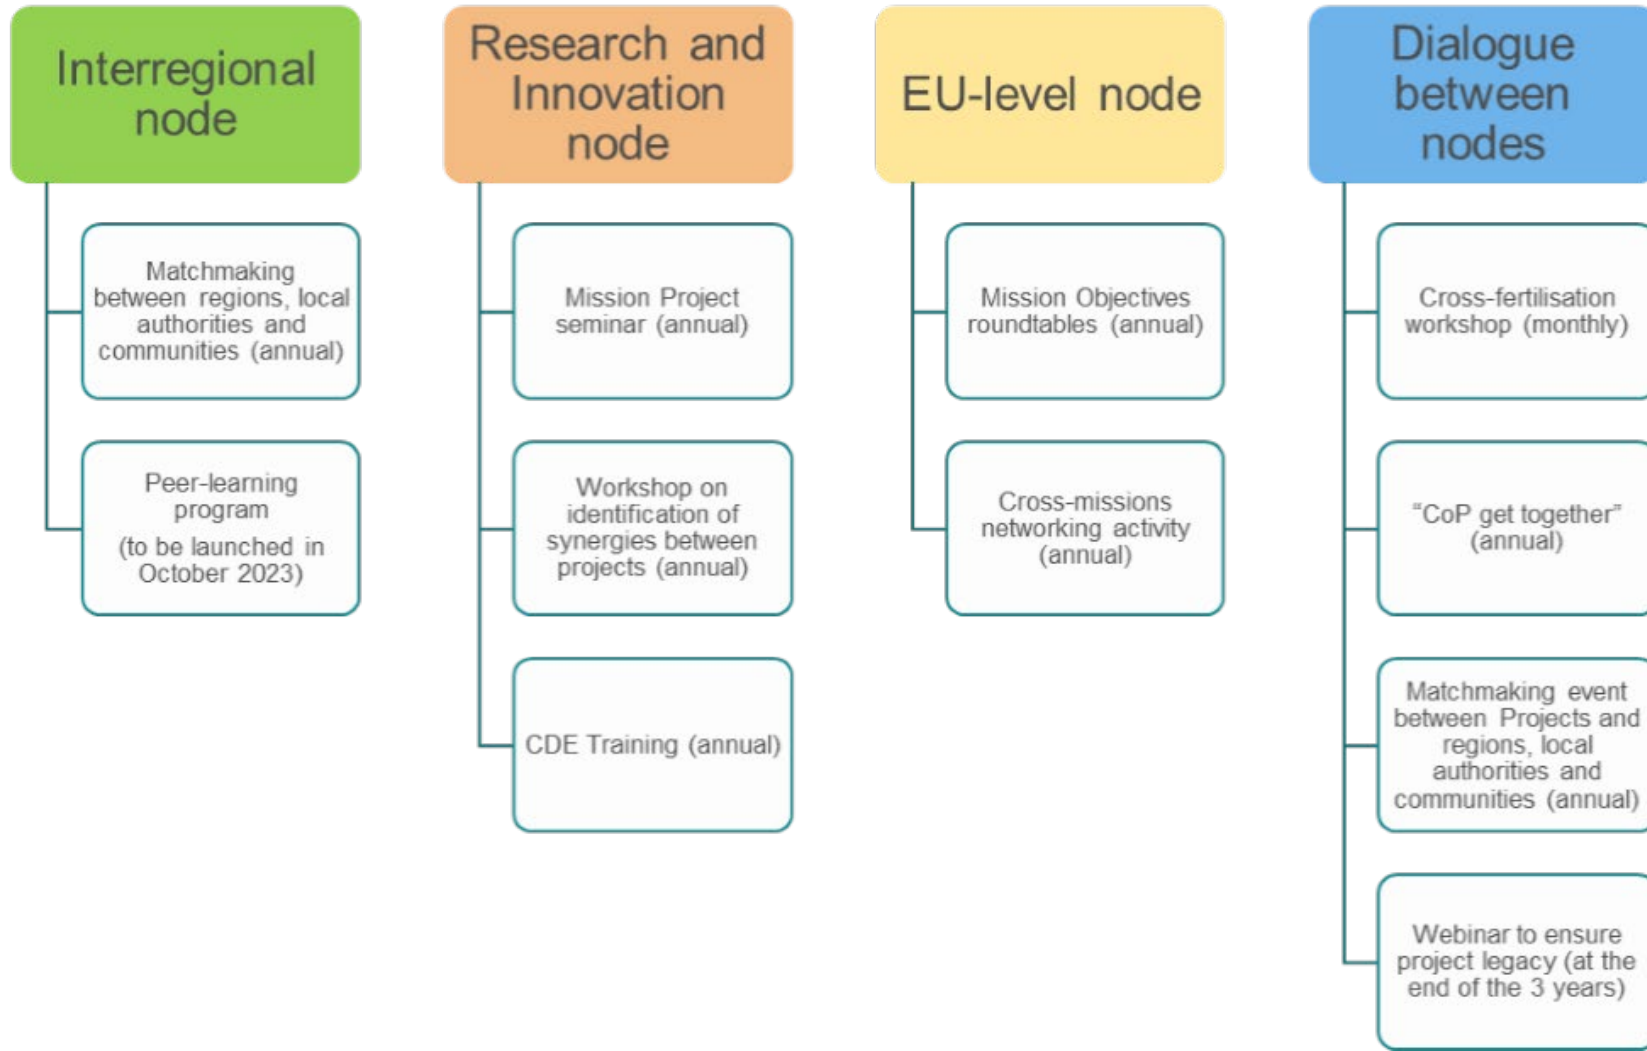 Interregional
node
Matchmaking
between regions, local
authorities and
communities (annual)
Peer-learning
program
(to be launched in
October 2023)
Research and
Innovation
node
Mission Project
seminar (annual)
Workshop on
identification of
synergies between
projects (annual)
CDE Training (annual)
EU-level node
Mission Objectives
roundtables (annual)
Cross-missions
networking activity
(annual)
Dialogue
between
nodes
Cross-fertilisation
workshop (monthly)
“CoP get together”
(annual)
Matchmaking event
between Projects and
regions, local
authorities and
communities (annual)
Webinar to ensure
project legacy (at the
end of the 3 years)